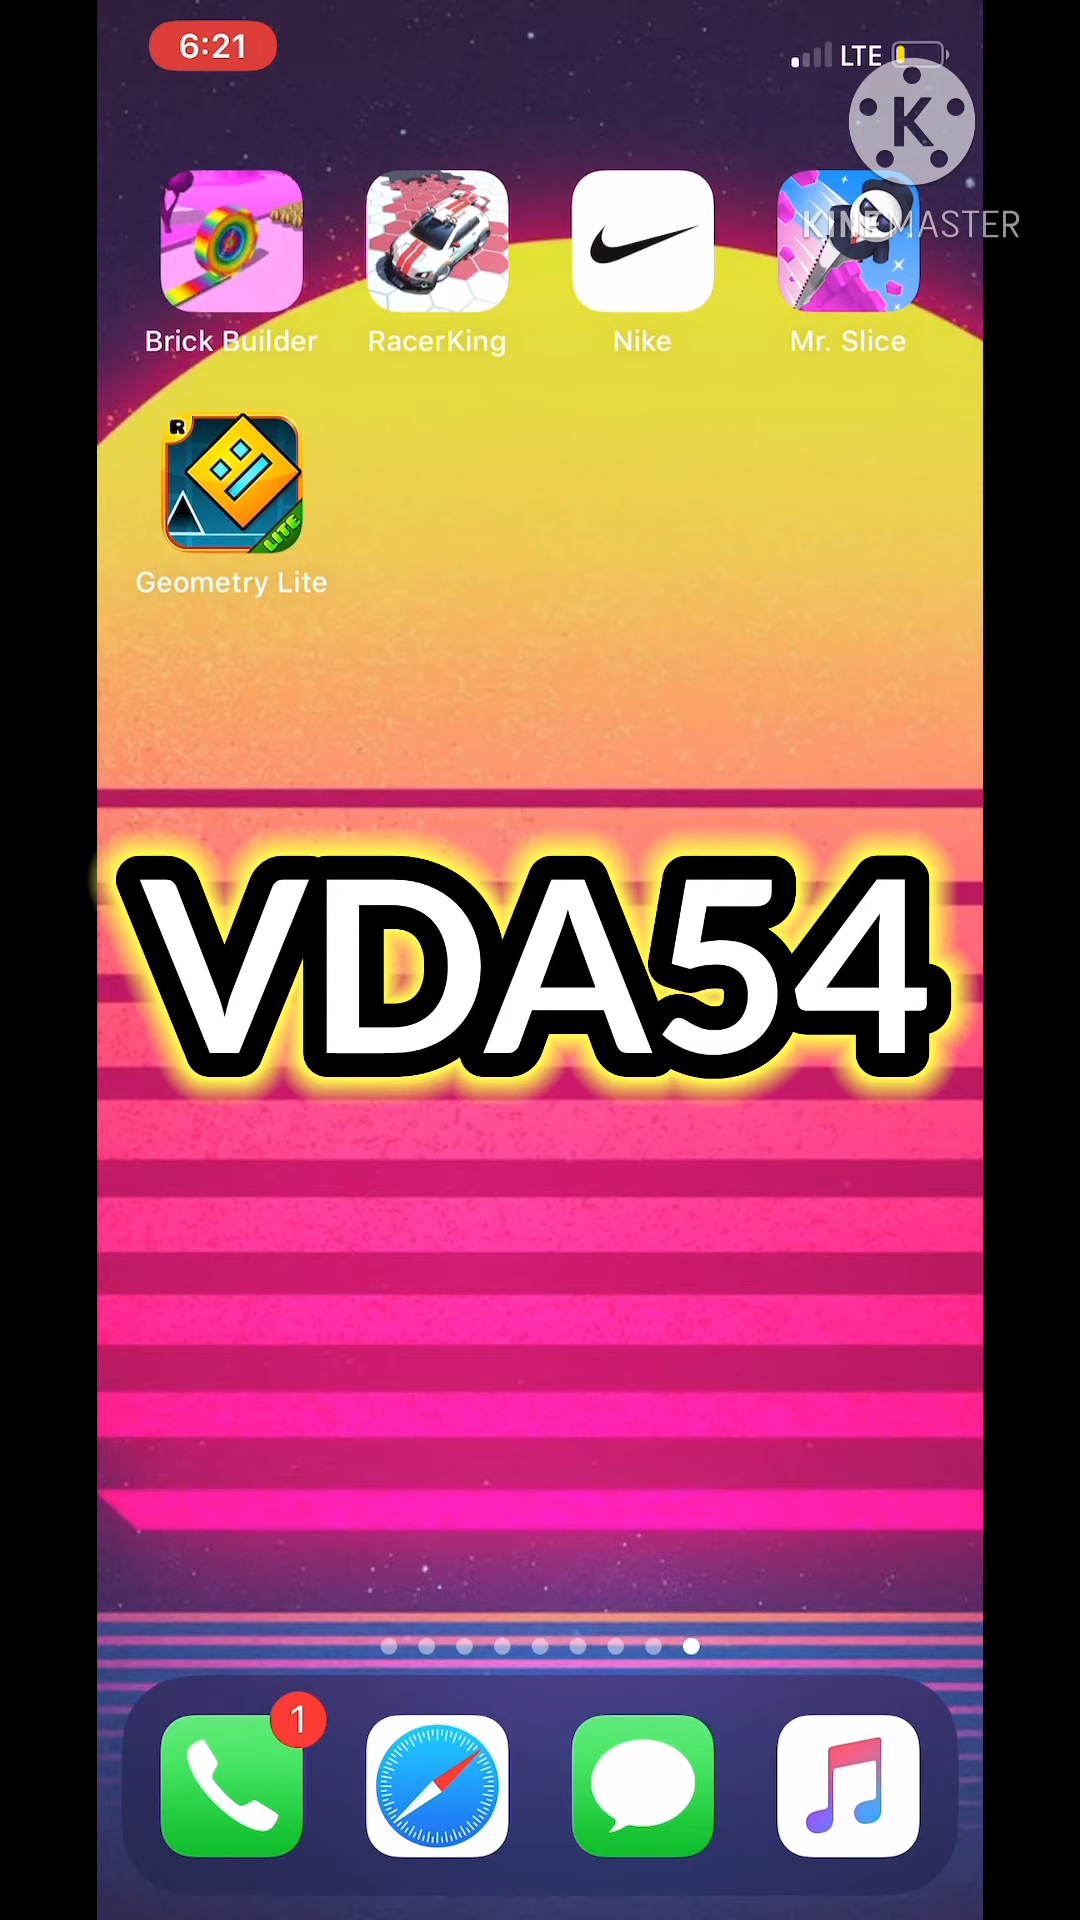 6:21
LTE
K
KINEMASTER
Brick Builder RacerKing Nike Mr. Slice
R
LITE
Geometry Lite
VDA54
1